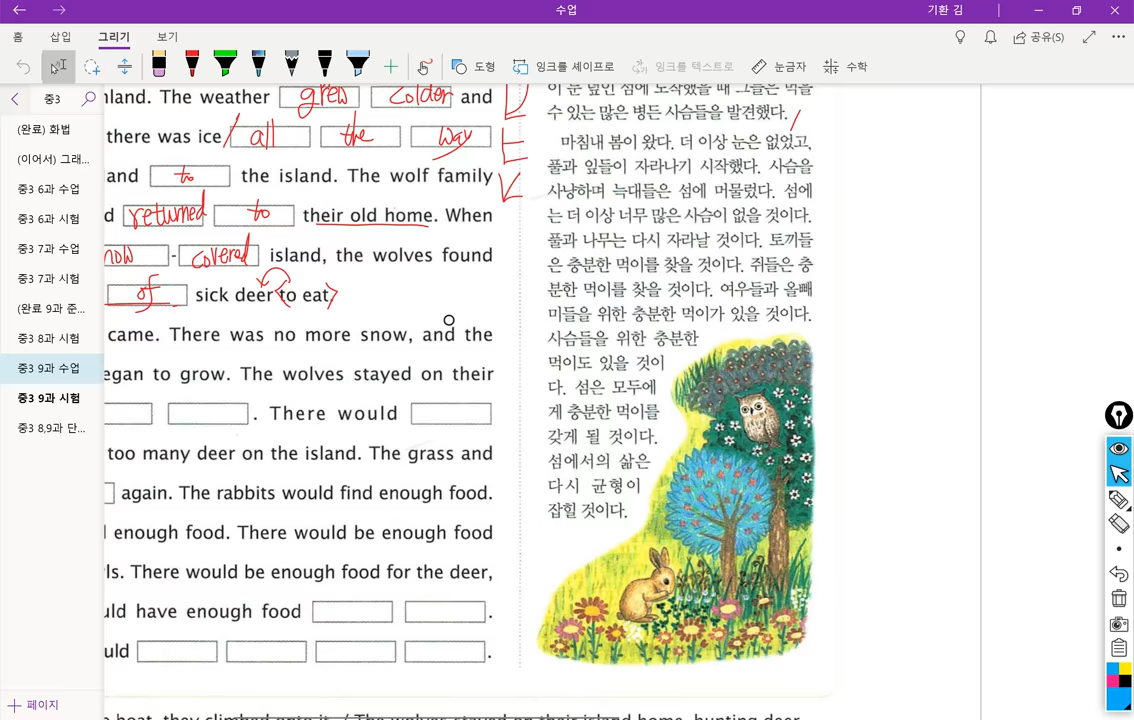 수업
기환 김
홈
삽입
그리기
보기
공유(S)
도형
잉크를 셰이프로
잉크를 텍스트로
눈금자
수학
중3
(완료) 화법
(이어서) 그래...
중3 6과 수업
중3 6과 시험
중3 7과 수업
중3 7과 시험
(완료 9과 준...
중3 8과 시험
중3 9과 수업
중3 9과 시험
중3 8,9과 단...
페이지
nland. The weather grew colder and
there was ice / all the way
and to the island. The wolf family
d returned to their old home. When
now - covered island, the wolves found
of sick deer to eat.
came. There was no more snow, and the
egan to grow. The wolves stayed on their
. There would
too many deer on the island. The grass and
again. The rabbits would find enough food.
l enough food. There would be enough food
ls. There would be enough food for the deer,
uld have enough food .
uld .
이 눈 덮인 섬에 도착했을 때 그들은 먹을
수 있는 많은 병든 사슴들을 발견했다.
마침내 봄이 왔다. 더 이상 눈은 없었고,
풀과 잎들이 자라나기 시작했다. 사슴을
사냥하며 늑대들은 섬에 머물렀다. 섬에
는 더 이상 너무 많은 사슴이 없을 것이다.
풀과 나무는 다시 자라날 것이다. 토끼들
은 충분한 먹이를 찾을 것이다. 쥐들은 충
분한 먹이를 찾을 것이다. 여우들과 올빼
미들을 위한 충분한 먹이가 있을 것이다.
사슴들을 위한 충분한
먹이도 있을 것이
다. 섬은 모두에
게 충분한 먹이를
갖게 될 것이다.
섬에서의 삶은
다시 균형이
잡힐 것이다.